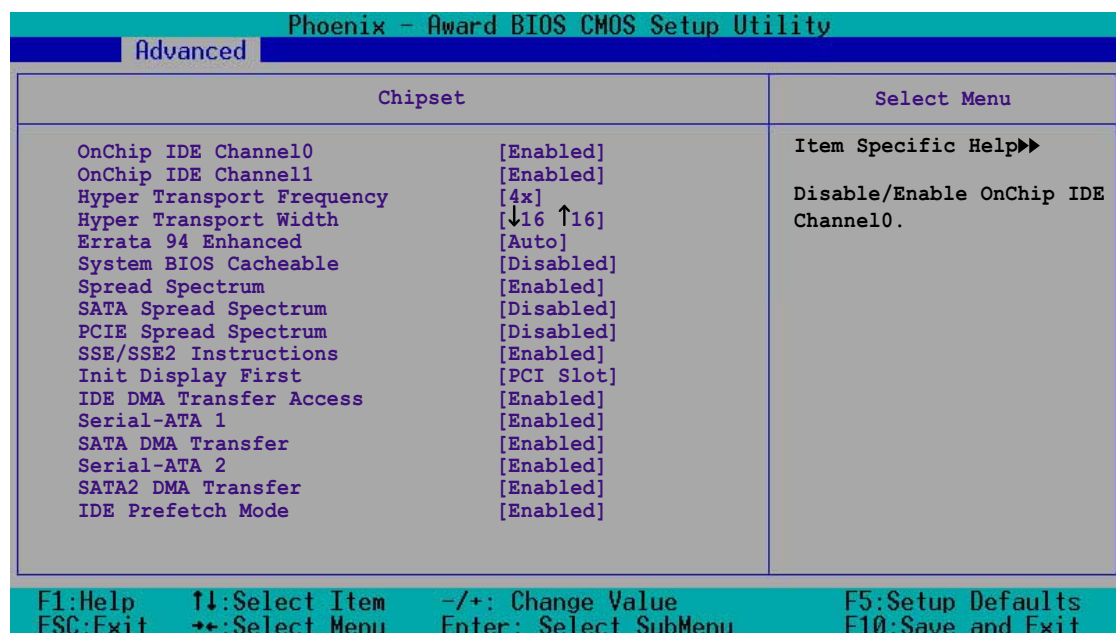 Phoenix - Award BIOS CMOS Setup Utility
Advanced
Chipset
Select Menu
OnChip IDE Channel0 [Enabled]
OnChip IDE Channel1 [Enabled]
Hyper Transport Frequency [4x]
Hyper Transport Width [↓16 ↑16]
Errata 94 Enhanced [Auto]
System BIOS Cacheable [Disabled]
Spread Spectrum [Enabled]
SATA Spread Spectrum [Disabled]
PCIE Spread Spectrum [Disabled]
SSE/SSE2 Instructions [Enabled]
Init Display First [PCI Slot]
IDE DMA Transfer Access [Enabled]
Serial-ATA 1 [Enabled]
SATA DMA Transfer [Enabled]
Serial-ATA 2 [Enabled]
SATA2 DMA Transfer [Enabled]
IDE Prefetch Mode [Enabled]
Item Specific Help▶▶
Disable/Enable OnChip IDE
Channel0.
F1:Help ↑↓:Select Item -/+: Change Value F5:Setup Defaults
ESC:Exit →←:Select Menu Enter: Select SubMenu F10:Save and Exit